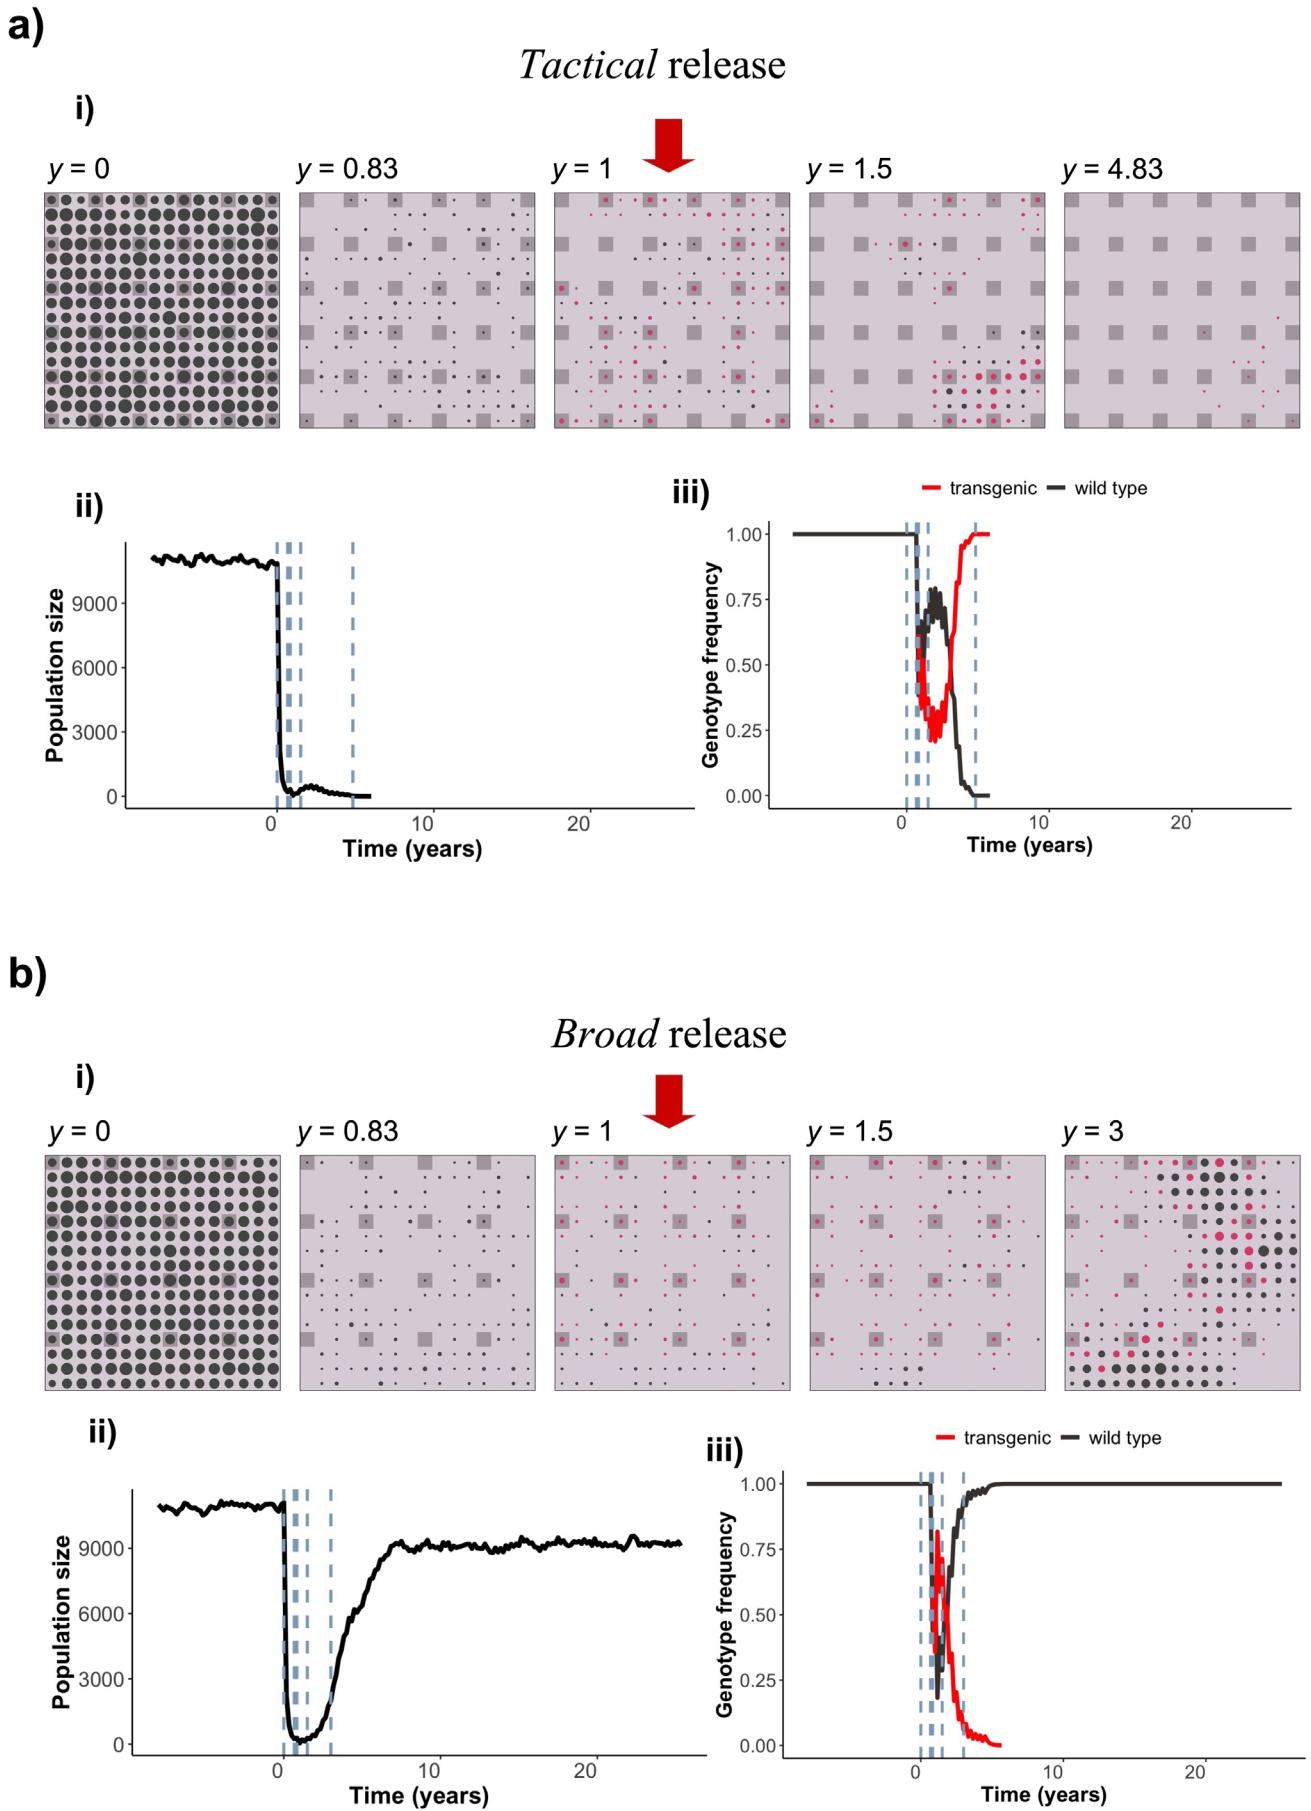 a)
Tactical release
i)
y = 0
y = 0.83
y = 1
y = 1.5
y = 4.83
ii)
Population size
9000
6000
3000
0
0
10
20
Time (years)
iii)
transgenic
wild type
Genotype frequency
1.00
0.75
0.50
0.25
0.00
0
10
20
Time (years)
b)
Broad release
i)
y = 0
y = 0.83
y = 1
y = 1.5
y = 3
ii)
Population size
9000
6000
3000
0
0
10
20
Time (years)
iii)
transgenic
wild type
Genotype frequency
1.00
0.75
0.50
0.25
0.00
0
10
20
Time (years)